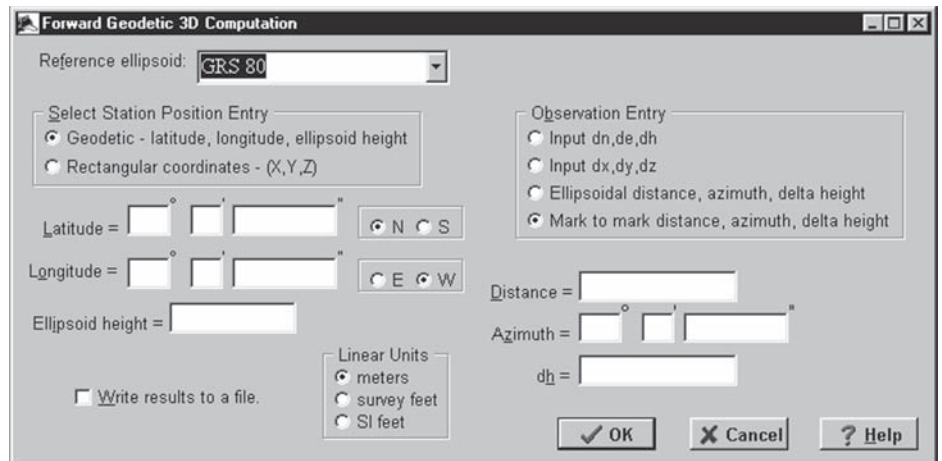 Forward Geodetic 3D Computation
Reference ellipsoid: GRS 80
Select Station Position Entry
Geodetic - latitude, longitude, ellipsoid height
Rectangular coordinates - (X,Y,Z)
Latitude = ° ' " N S
Longitude = ° ' " E W
Ellipsoid height =
Write results to a file.
Linear Units
meters
survey feet
SI feet
Observation Entry
Input dn,de,dh
Input dx,dy,dz
Ellipsoidal distance, azimuth, delta height
Mark to mark distance, azimuth, delta height
Distance =
Azimuth = ° ' "
dh =
OK Cancel ? Help